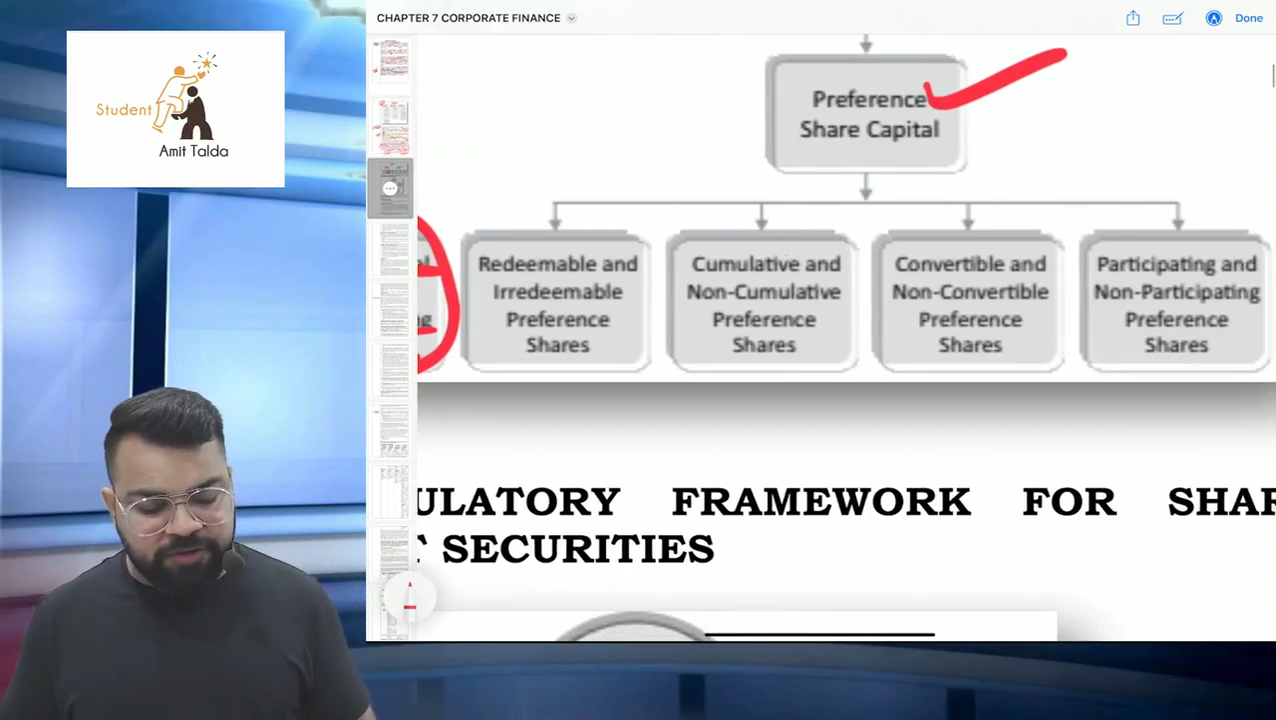 CHAPTER 7 CORPORATE FINANCE
Done
Student
Amit Talda
Preference
Share Capital
Redeemable and
Irredeemable
Preference
Shares
Cumulative and
Non-Cumulative
Preference
Shares
Convertible and
Non-Convertible
Preference
Shares
Participating and
Non-Participating
Preference
Shares
ULATORY FRAMEWORK FOR SHAR
SECURITIES